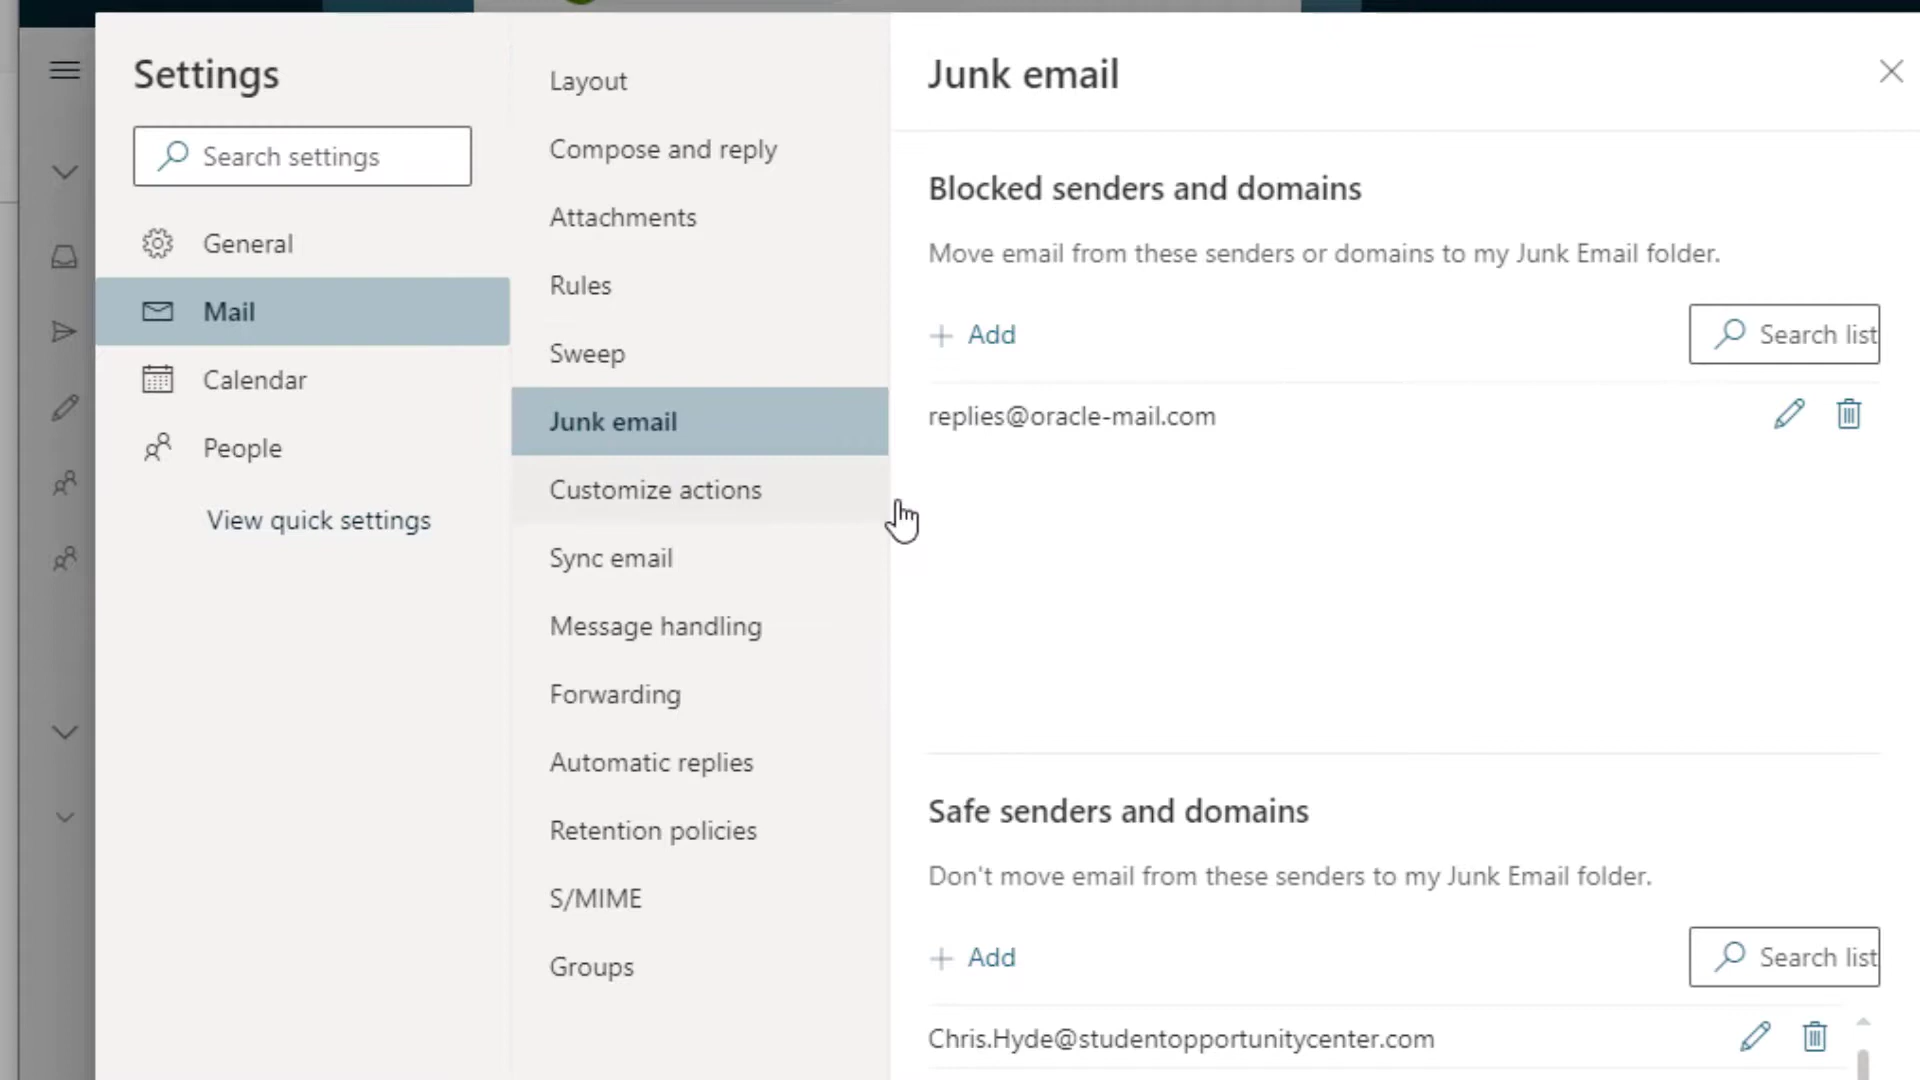 Settings
Search settings
General
Mail
Calendar
People
View quick settings
Layout
Compose and reply
Attachments
Rules
Sweep
Junk email
Customize actions
Sync email
Message handling
Forwarding
Automatic replies
Retention policies
S/MIME
Groups
Junk email
Blocked senders and domains
Move email from these senders or domains to my Junk Email folder.
Add
Search list
replies@oracle-mail.com
Safe senders and domains
Don't move email from these senders to my Junk Email folder.
Add
Search list
Chris.Hyde@studentopportunitycenter.com